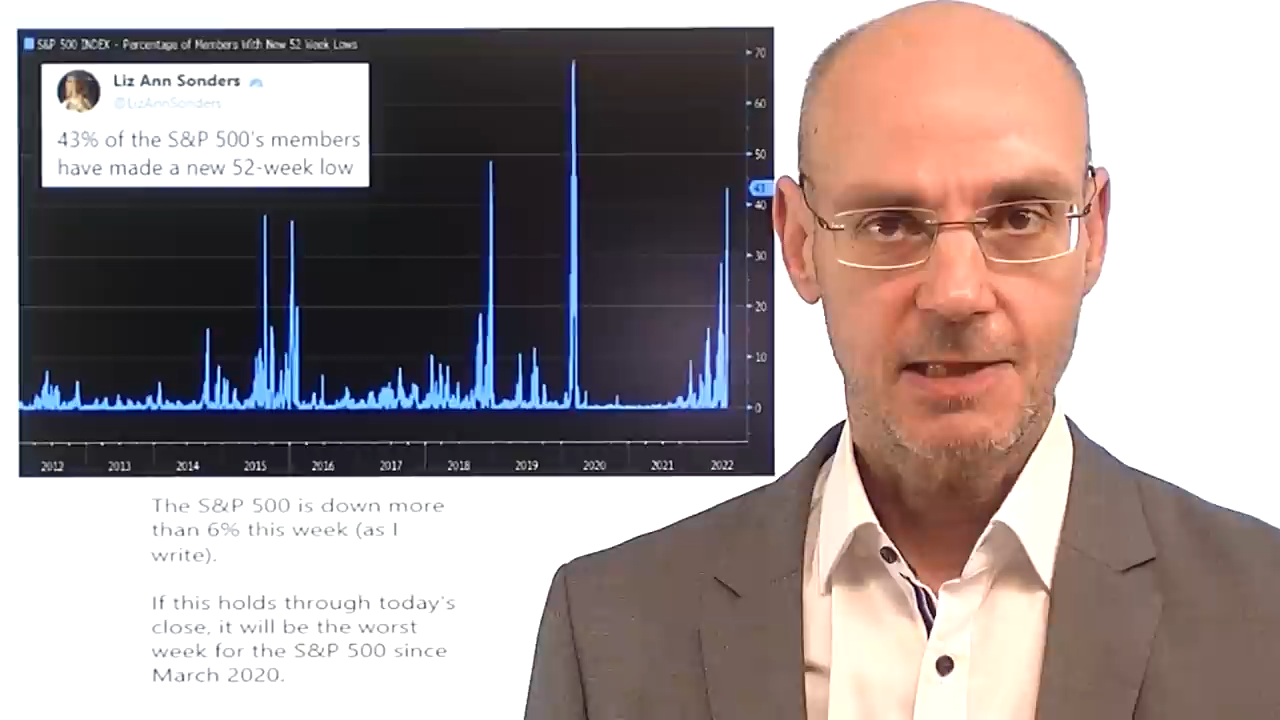 S&P 500 INDEX - Percentage of Members With New 52 Week Lows
Liz Ann Sonders
@LizAnnSonders
43% of the S&P 500's members
have made a new 52-week low
70
60
50
43
40
30
20
10
0
2012 2013 2014 2015 2016 2017 2018 2019 2020 2021 2022
The S&P 500 is down more
than 6% this week (as I
write).
If this holds through today's
close, it will be the worst
week for the S&P 500 since
March 2020.